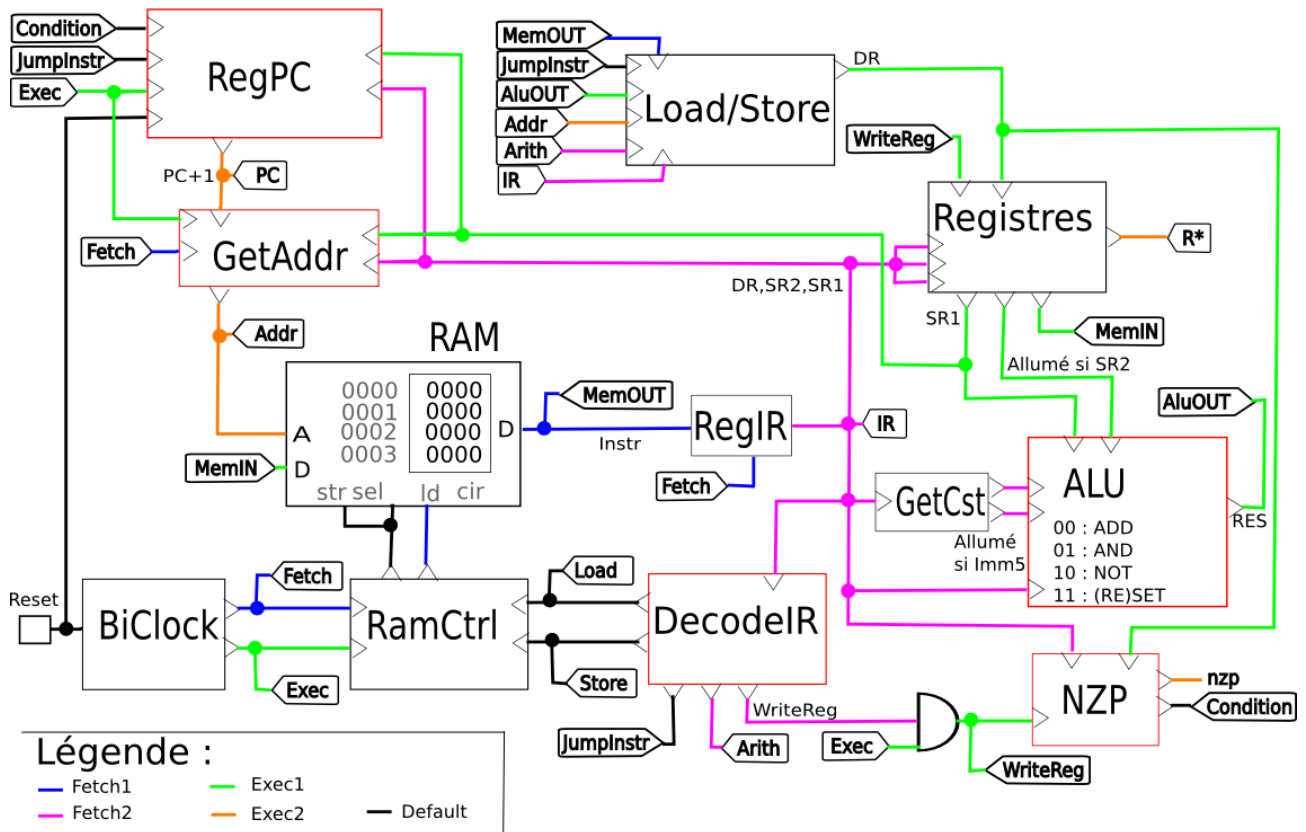 Condition
JumpInstr
Exec
RegPC
PC+1
PC
Fetch
GetAddr
Addr
MemOUT
JumpInstr
AluOUT
Addr
Arith
IR
Load/Store
DR
WriteReg
Registres
R*
DR,SR2,SR1
SR1
MemIN
Allumé si SR2
RAM
0000 0000
0001 0000
0002 0000
0003 0000
A
D
D
str sel ld cir
MemIN
MemOUT
Instr
RegIR
Fetch
IR
AluOUT
GetCst
Allumé
si Imm5
ALU
00 : ADD
01 : AND
10 : NOT
11 : (RE)SET
RES
Reset
BiClock
Fetch
Exec
RamCtrl
Load
Store
DecodeIR
JumpInstr
Arith
WriteReg
Exec
WriteReg
NZP
nzp
Condition
Légende :
Fetch1
Exec1
Fetch2
Exec2
Default